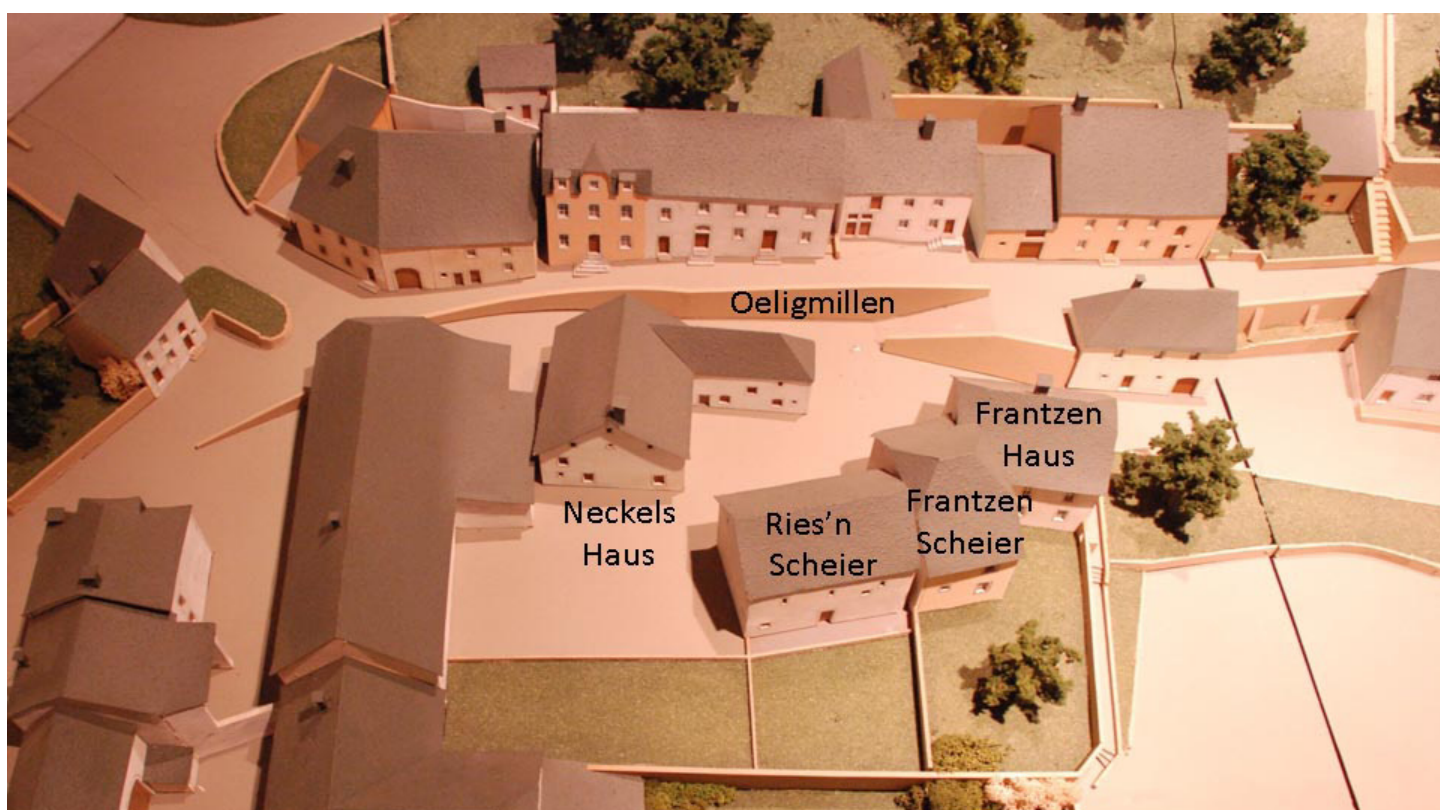 Oeligmillen
Frantzen
Haus
Neckels
Haus
Ries'n
Scheier
Frantzen
Scheier